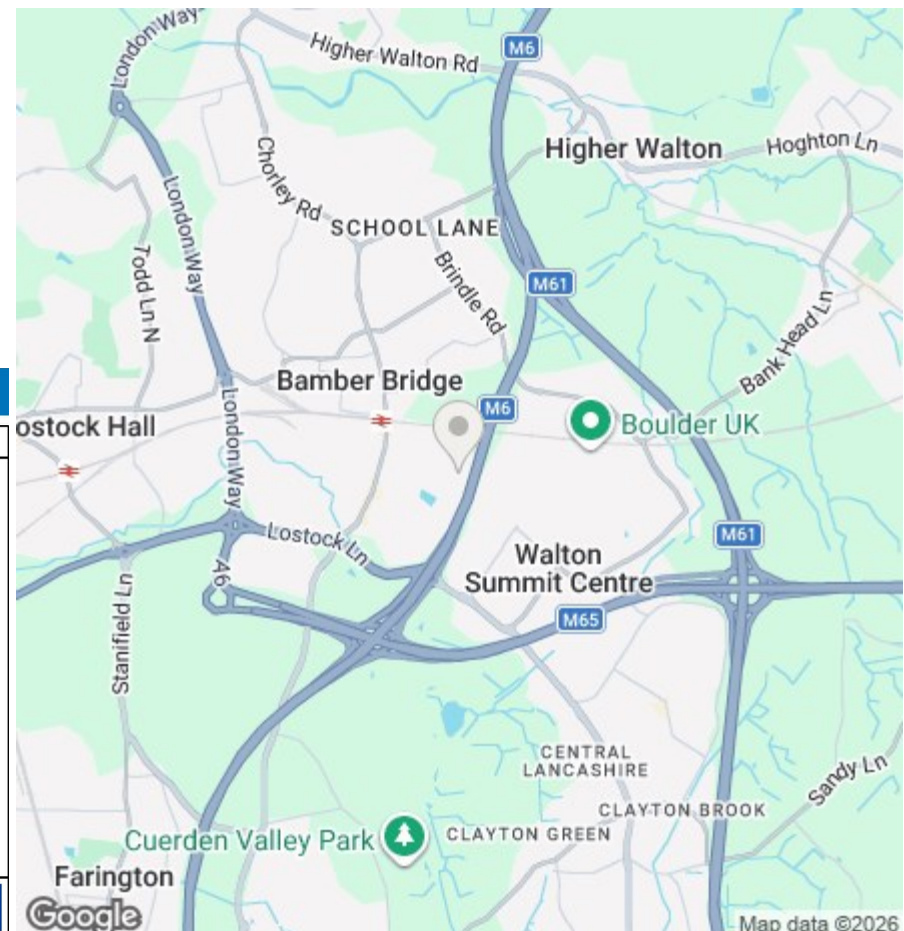 London Way
Higher Walton Rd
M6
Higher Walton
Hoghton Ln
Chorley Rd
SCHOOL LANE
London Way
Todd Ln N
Brindle Rd
M61
Bank Head Ln
Bamber Bridge
M6
Boulder UK
ostock Hall
London Way
Lostock Ln
M61
Walton
Summit Centre
A6
M65
Stanifield Ln
CENTRAL
LANCASHIRE
Sandy Ln
CLAYTON BROOK
Cuerden Valley Park
CLAYTON GREEN
Farington
Google
Map data ©2026